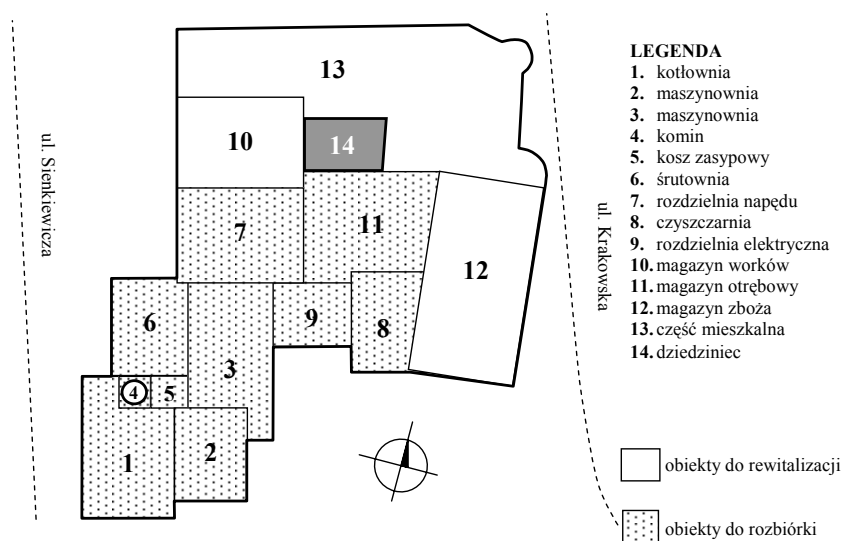 13
10
14
7
11
12
6
9
8
3
4
5
1
2
ul. Sienkiewicza
ul. Krakowska
LEGENDA
1. kotłownia
2. maszynownia
3. maszynownia
4. komin
5. kosz zasypowy
6. śrutownia
7. rozdzielnia napędu
8. czyszczarnia
9. rozdzielnia elektryczna
10. magazyn worków
11. magazyn otrębowy
12. magazyn zboża
13. część mieszkalna
14. dziedziniec
obiekty do rewitalizacji
obiekty do rozbiórki